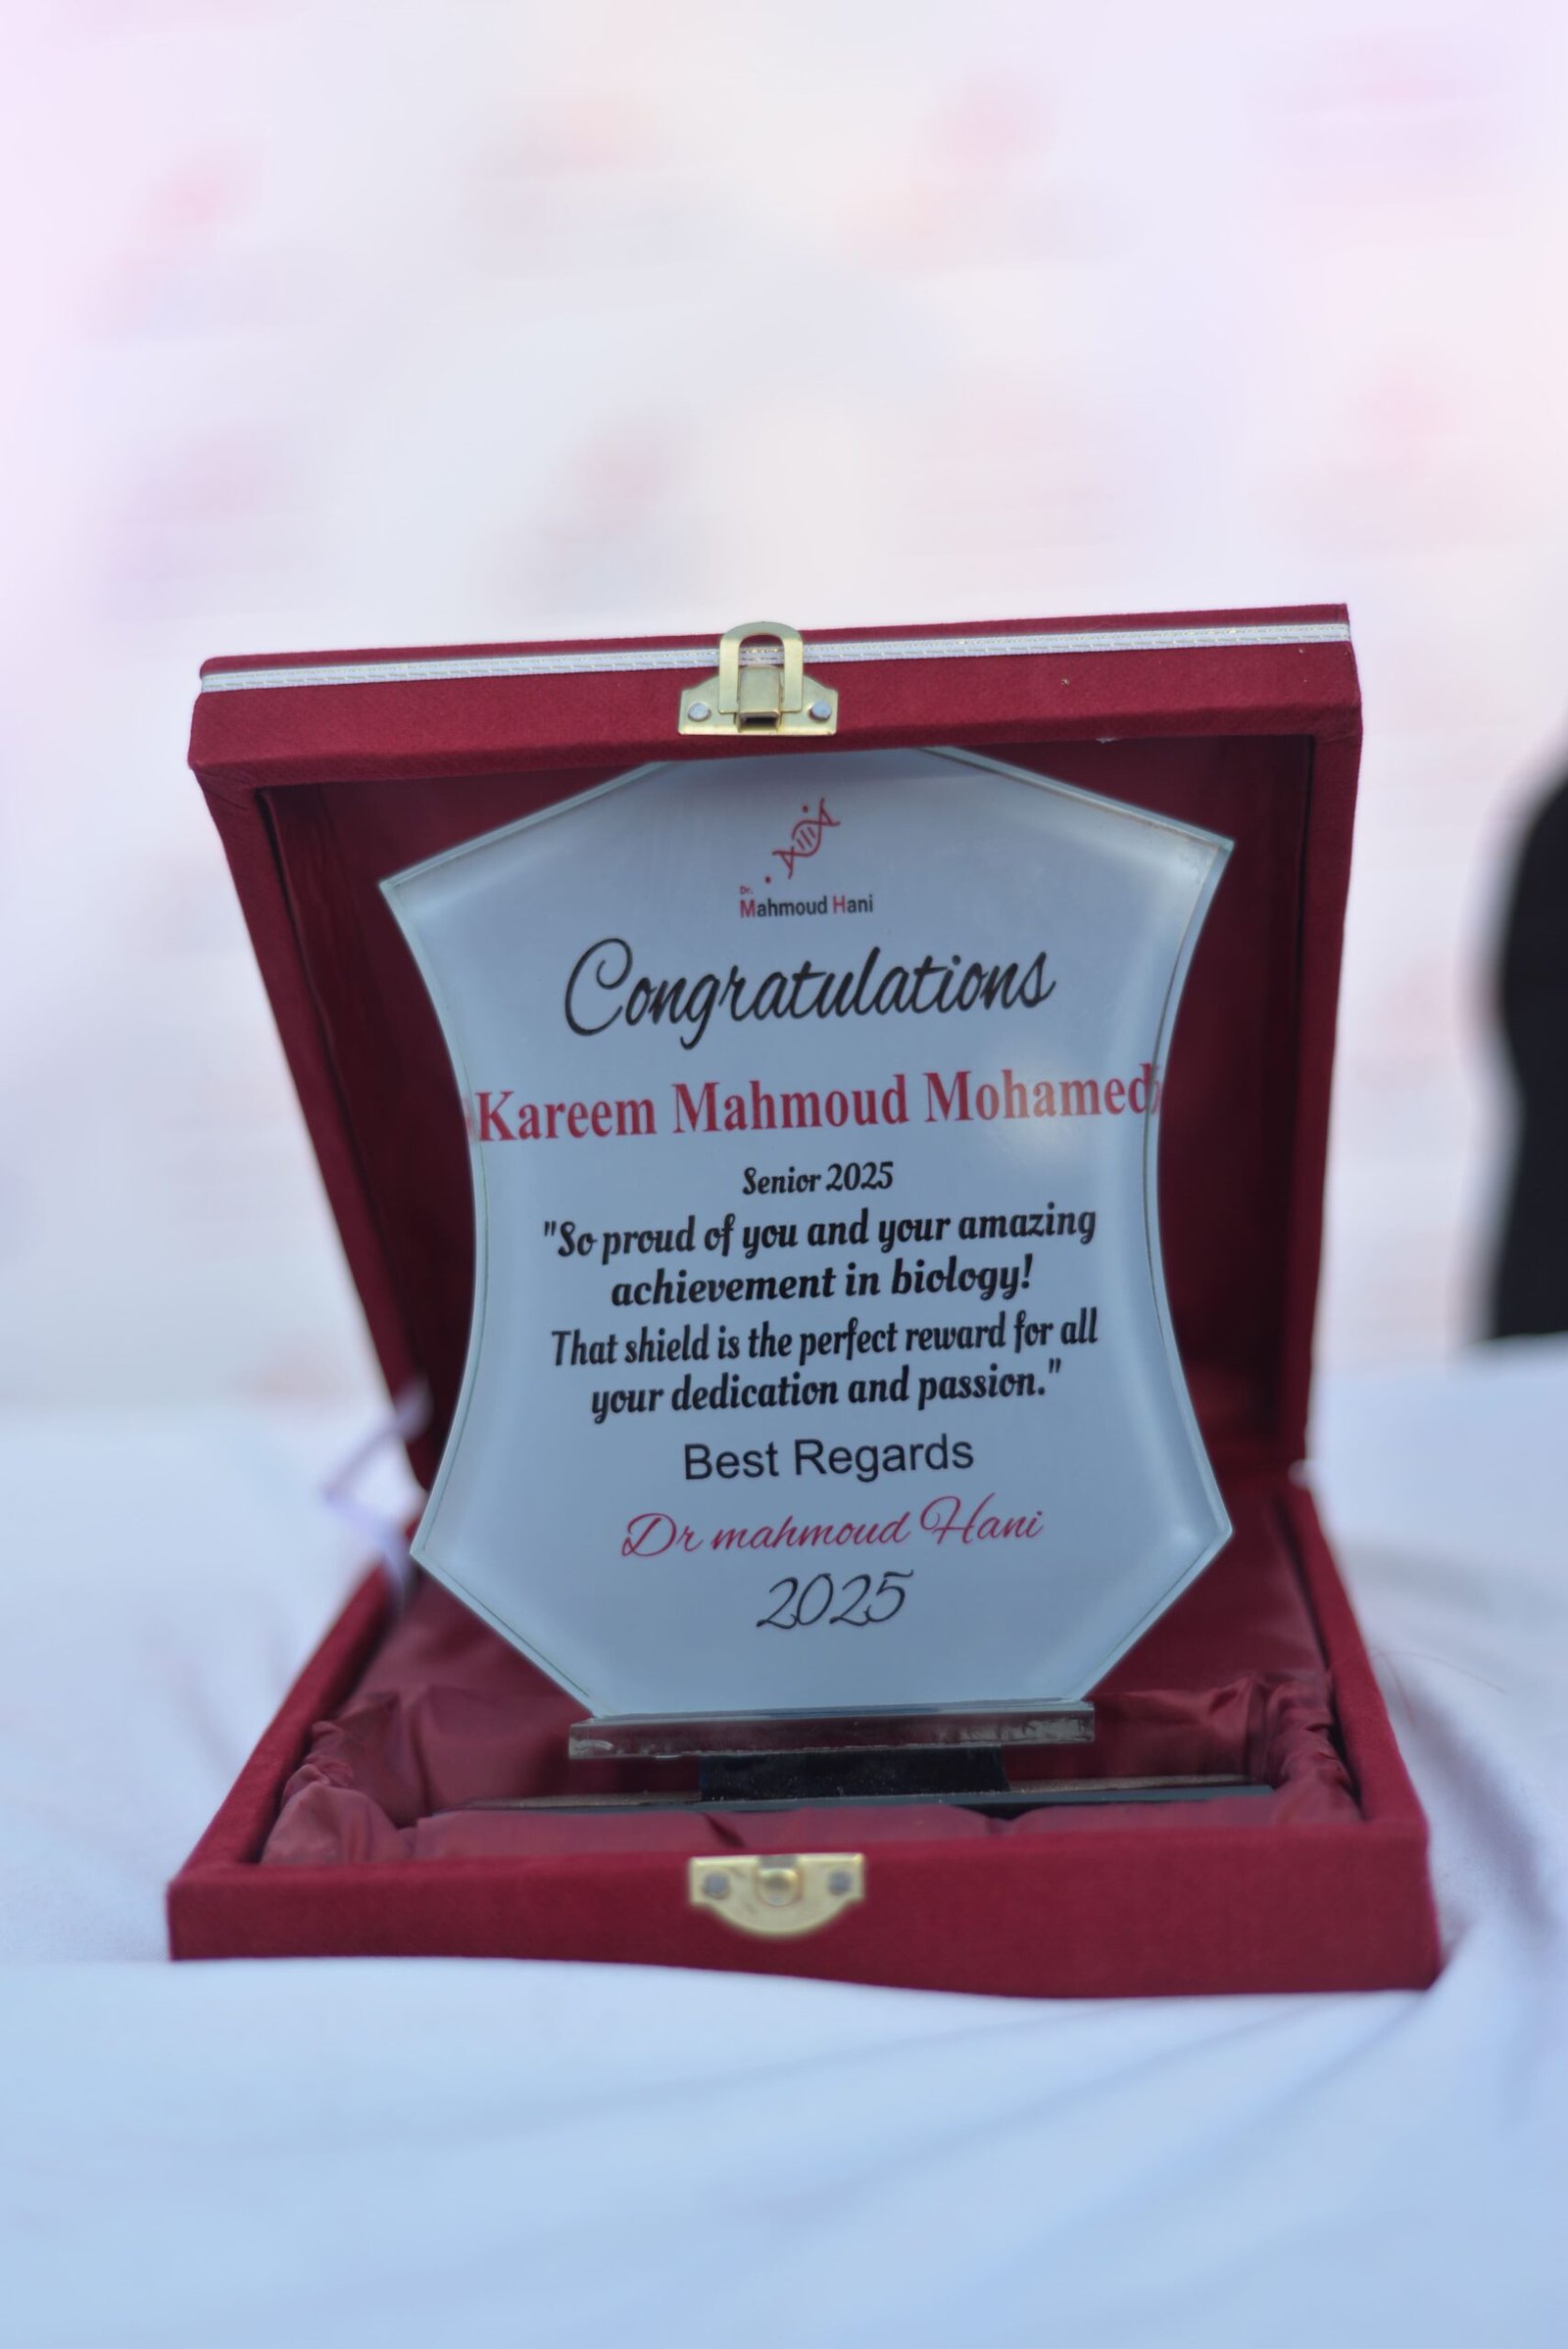 Dr.
Mahmoud Hani
Congratulations
Kareem Mahmoud Mohamed
Senior 2025
"So proud of you and your amazing
achievement in biology!
That shield is the perfect reward for all
your dedication and passion."
Best Regards
Dr mahmoud Hani
2025